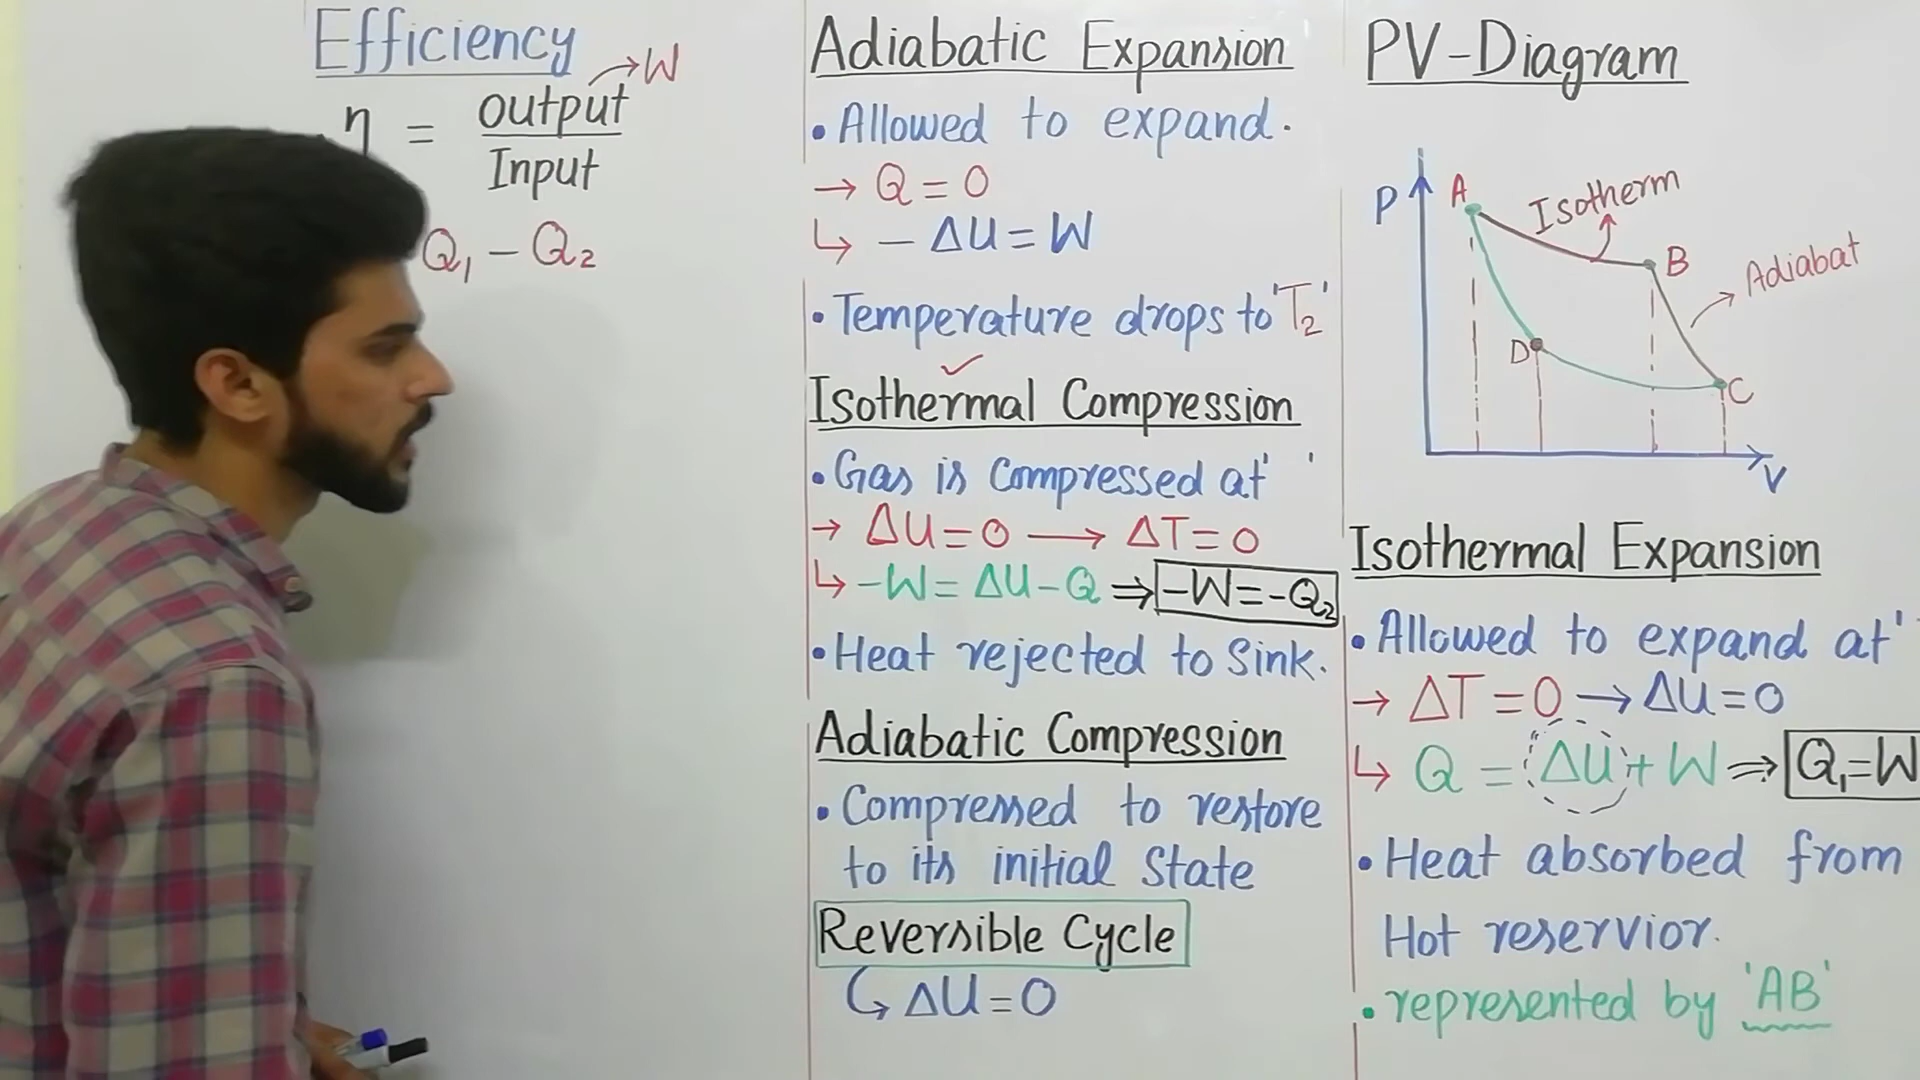 Efficiency
W
η = output
Input
Q₁ - Q₂
Adiabatic Expansion
• Allowed to expand.
→ Q = 0
↳ - ΔU = W
• Temperature drops to 'T₂'
✓
Isothermal Compression
• Gas is compressed at ' '
→ ΔU = 0 → ΔT = 0
↳ -W = ΔU - Q ⇒ -W = -Q₂
• Heat rejected to Sink.
Adiabatic Compression
• Compressed to restore
to its initial State
Reversible Cycle
↳ ΔU = 0
PV-Diagram
P
A
Isotherm
B
Adiabat
D
C
V
Isothermal Expansion
• Allowed to expand at '
→ ΔT = 0 → ΔU = 0
↳ Q = ΔU + W ⇒ Q₁ = W
• Heat absorbed from
Hot reservior.
• represented by 'AB'